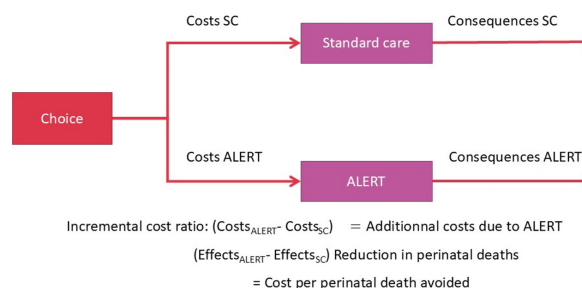 Costs SC
Consequences SC
Standard care
Choice
Costs ALERT
Consequences ALERT
ALERT
Incremental cost ratio: (CostsALERT- CostsSC) = Additionnal costs due to ALERT
(EffectsALERT- EffectsSC) Reduction in perinatal deaths
= Cost per perinatal death avoided